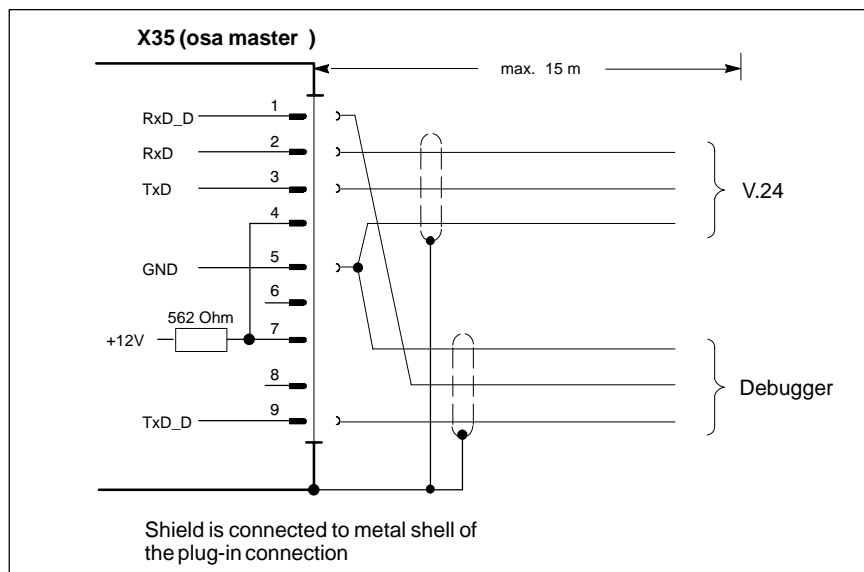 X35 (osa master )
max. 15 m
RxD_D 1
RxD 2
TxD 3
4
V.24
GND 5
6
562 Ohm
+12V 7
8
Debugger
TxD_D 9
Shield is connected to metal shell of
the plug-in connection